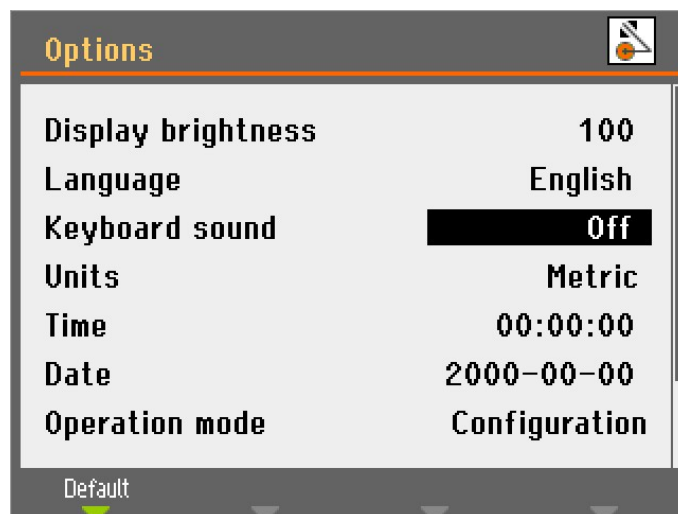 Options
Display brightness 100
Language English
Keyboard sound Off
Units Metric
Time 00:00:00
Date 2000-00-00
Operation mode Configuration
Default